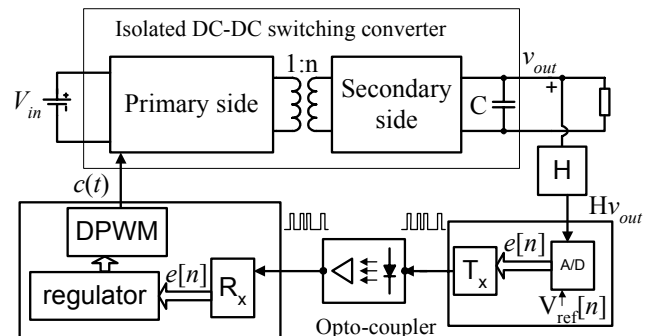 Isolated DC-DC switching converter
1:n
V_in
Primary side
Secondary side
C
v_out
+
H
c(t)
Hv_out
DPWM
e[n]
regulator
R_x
T_x
e[n]
A/D
V_ref[n]
Opto-coupler